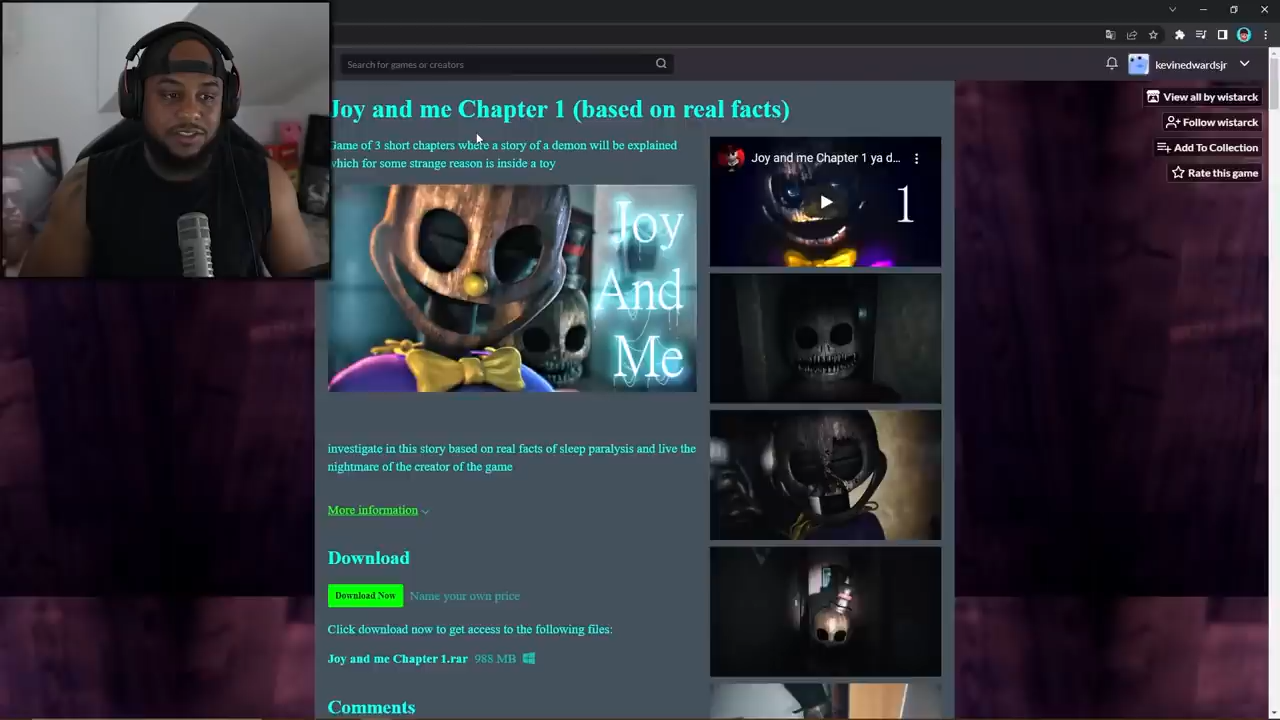 Search for games or creators
kevinedwardsjr
View all by wistarck
Follow wistarck
Add To Collection
Rate this game
Joy and me Chapter 1 (based on real facts)
Game of 3 short chapters where a story of a demon will be explained
which for some strange reason is inside a toy
Joy
And
Me
Joy and me Chapter 1 ya d...
1
investigate in this story based on real facts of sleep paralysis and live the
nightmare of the creator of the game
More information
Download
Download Now Name your own price
Click download now to get access to the following files:
Joy and me Chapter 1.rar 988 MB
Comments